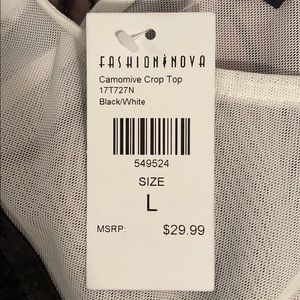 FASHION NOVA
Camomive Crop Top
17T727N
Black/White
549524
SIZE
L
MSRP: $29.99